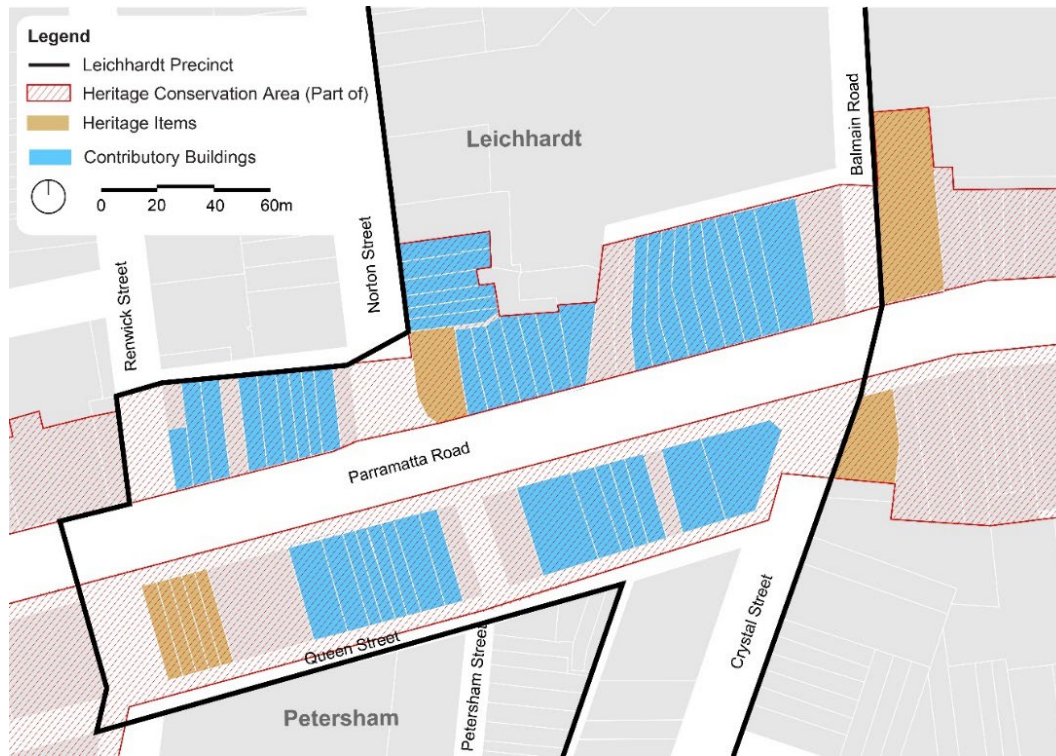 Legend
Leichhardt Precinct
Heritage Conservation Area (Part of)
Heritage Items
Contributory Buildings
0 20 40 60m
Leichhardt
Balmain Road
Norton Street
Renwick Street
Parramatta Road
Queen Street
Petersham Street
Crystal Street
Petersham